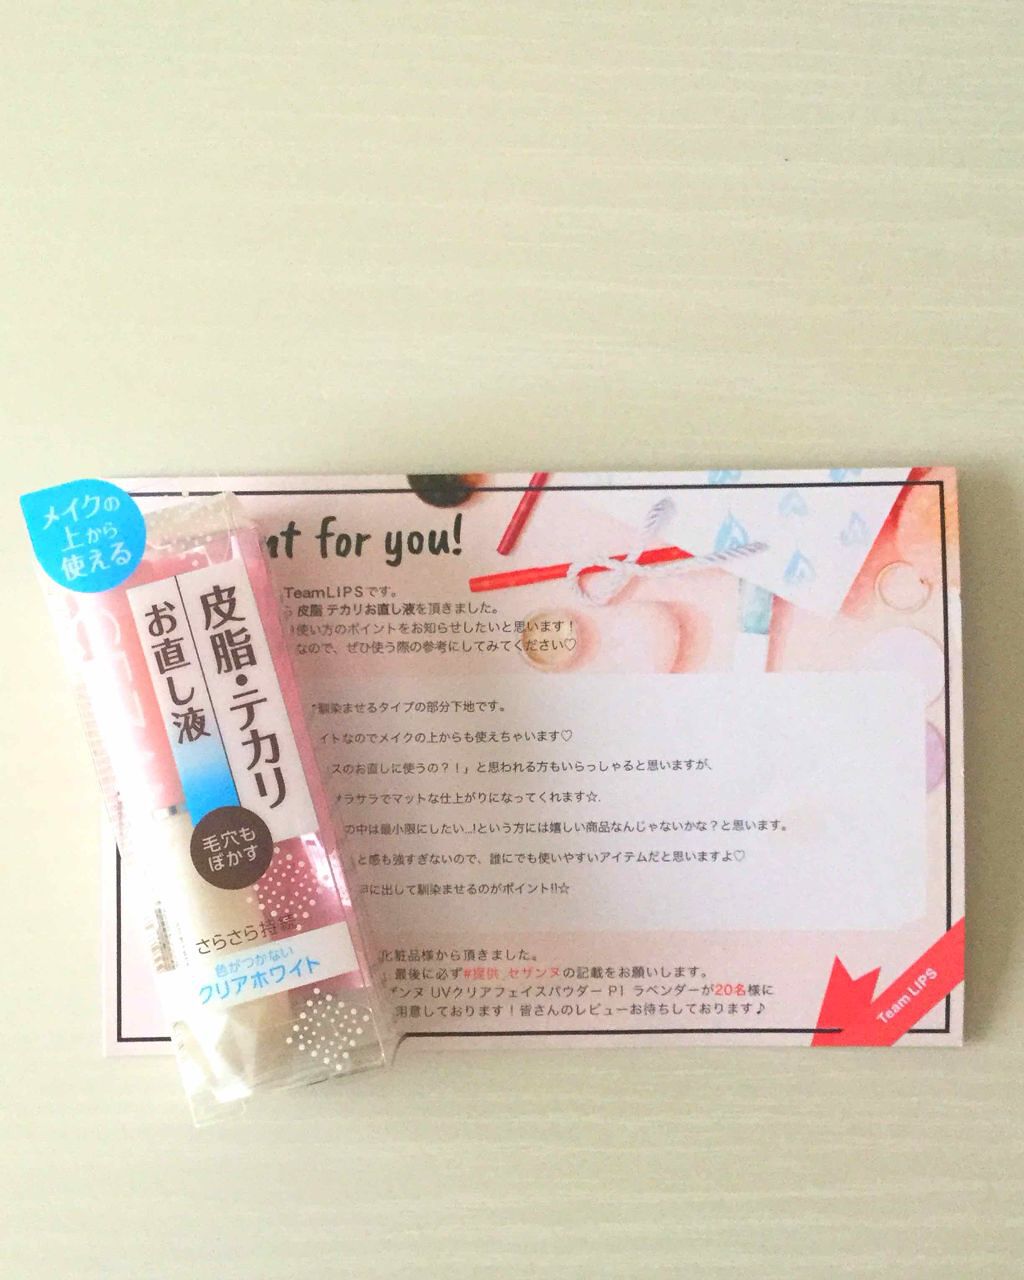 メイクの
上から
使える
皮脂・テカリ
お直し液
毛穴も
ぼかす
さらさら持続
色がつかない
クリアホワイト
for you!
TeamLIPSです。
皮脂 テカリお直し液を頂きました。
使い方のポイントをお知らせしたいと思います!
なので、ぜひ使う際の参考にしてみてください♡
馴染ませるタイプの部分下地です。
イトなのでメイクの上からも使えちゃいます♡
スのお直しに使うの?!」と思われる方もいらっしゃると思いますが、
サラサラでマットな仕上がりになってくれます☆.
の中は最小限にしたい...!という方には嬉しい商品なんじゃないかな?と思います。
と感も強すぎないので、誰にでも使いやすいアイテムだと思いますよ♡
に出して馴染ませるのがポイント!!☆
化粧品様から頂きました。
最後に必ず#提供_セザンヌの記載をお願いします。
ンヌ UVクリアフェイスパウダー P1 ラベンダーが20名様に
用意しております!皆さんのレビューお待ちしております♪
Team LIPS